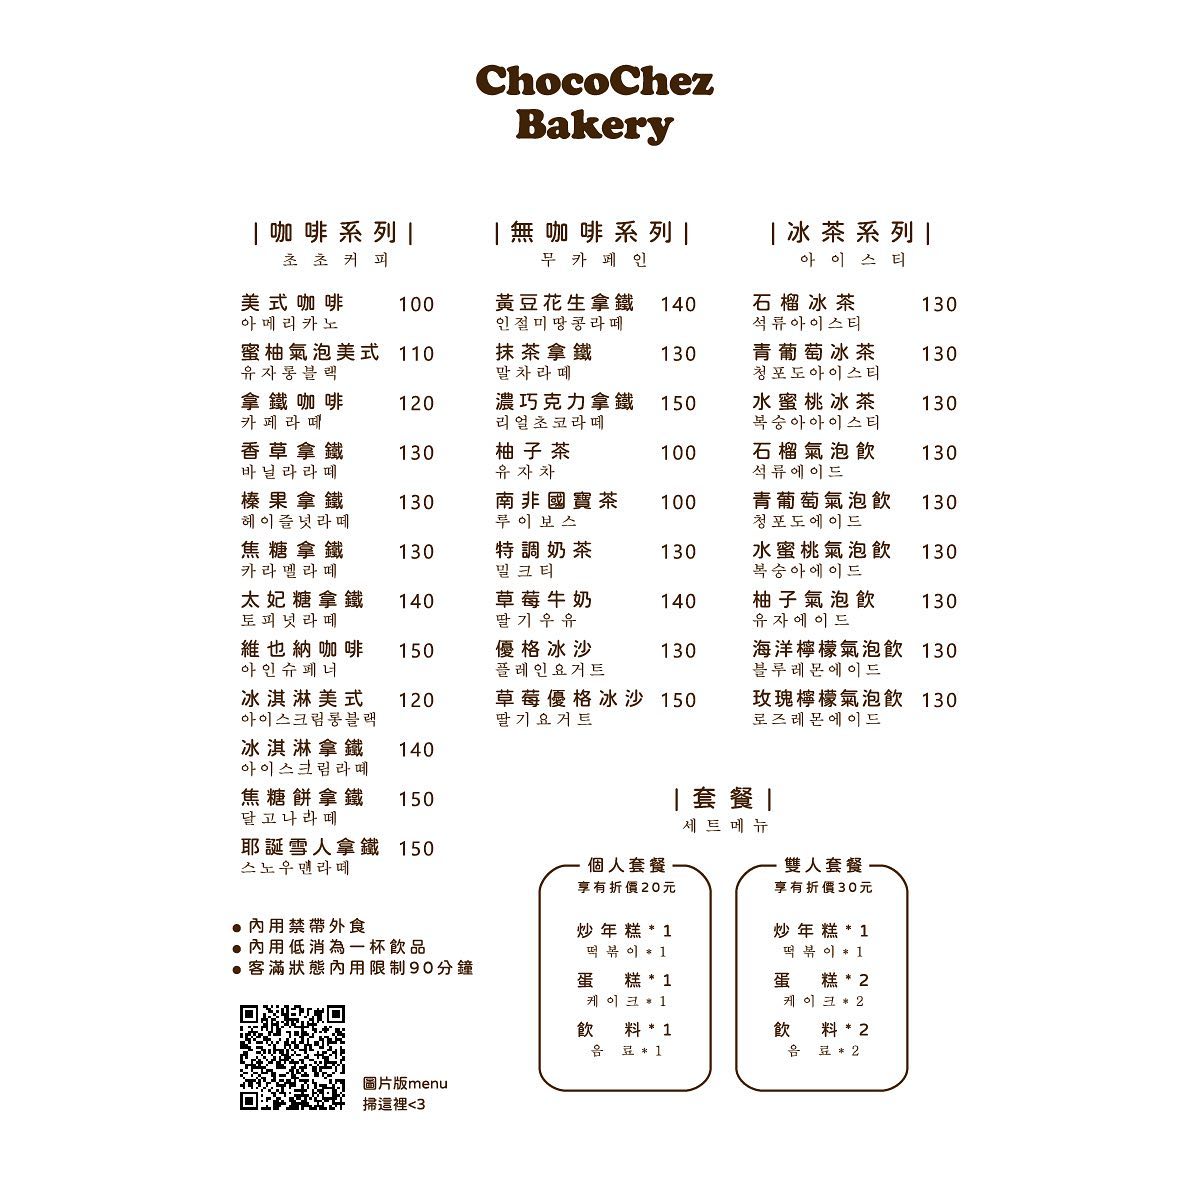 ChocoChez
Bakery
|咖啡系列|
초초커피
美式咖啡 100
아메리카노
蜜柚氣泡美式 110
유자롱블랙
拿鐵咖啡 120
카페라떼
香草拿鐵 130
바닐라라떼
榛果拿鐵 130
헤이즐넛라떼
焦糖拿鐵 130
카라멜라떼
太妃糖拿鐵 140
토피넛라떼
維也納咖啡 150
아인슈페너
冰淇淋美式 120
아이스크림롱블랙
冰淇淋拿鐵 140
아이스크림라떼
焦糖餅拿鐵 150
달고나라떼
耶誕雪人拿鐵 150
스노우맨라떼
|無咖啡系列|
무카페인
黃豆花生拿鐵 140
인절미땅콩라떼
抹茶拿鐵 130
말차라떼
濃巧克力拿鐵 150
리얼초코라떼
柚子茶 100
유자차
南非國寶茶 100
루이보스
特調奶茶 130
밀크티
草莓牛奶 140
딸기우유
優格冰沙 130
플레인요거트
草莓優格冰沙 150
딸기요거트
|冰茶系列|
아이스티
石榴冰茶 130
석류아이스티
青葡萄冰茶 130
청포도아이스티
水蜜桃冰茶 130
복숭아아이스티
石榴氣泡飲 130
석류에이드
青葡萄氣泡飲 130
청포도에이드
水蜜桃氣泡飲 130
복숭아에이드
柚子氣泡飲 130
유자에이드
海洋檸檬氣泡飲 130
블루레몬에이드
玫瑰檸檬氣泡飲 130
로즈레몬에이드
|套餐|
세트메뉴
個人套餐
享有折價20元
炒年糕*1
떡볶이*1
蛋 糕*1
케이크*1
飲 料*1
음 료*1
雙人套餐
享有折價30元
炒年糕*1
떡볶이*1
蛋 糕*2
케이크*2
飲 料*2
음 료*2
●內用禁帶外食
●內用低消為一杯飲品
●客滿狀態內用限制90分鐘
圖片版menu
掃這裡<3